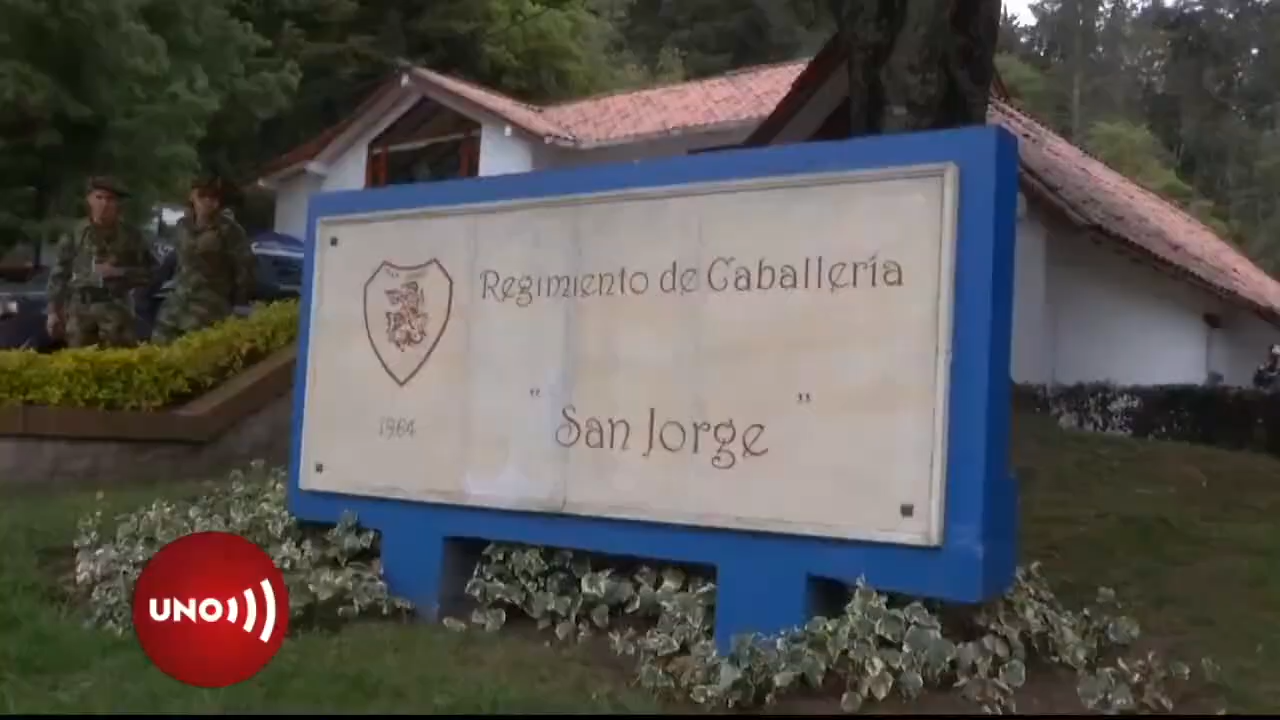 Regimiento de Caballería
" San Jorge "
1964
UNO